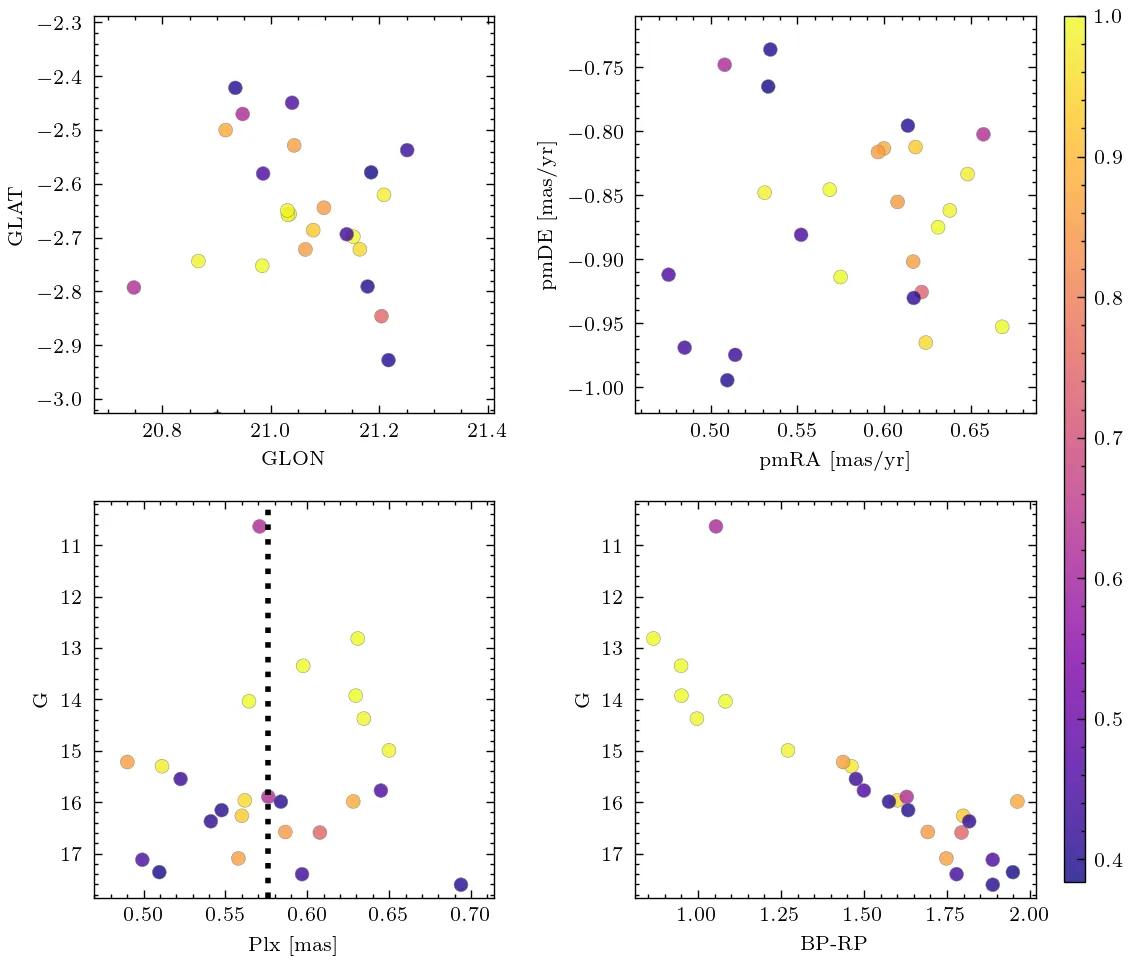 −2.3
−2.4
−2.5
−2.6
−2.7
−2.8
−2.9
−3.0
GLAT
20.8 21.0 21.2 21.4
GLON
−0.75
−0.80
−0.85
−0.90
−0.95
−1.00
pmDE [mas/yr]
0.50 0.55 0.60 0.65
pmRA [mas/yr]
1.0
0.9
0.8
0.7
0.6
0.5
0.4
11
12
13
14
15
16
17
G
0.50 0.55 0.60 0.65 0.70
Plx [mas]
11
12
13
14
15
16
17
G
1.00 1.25 1.50 1.75 2.00
BP-RP